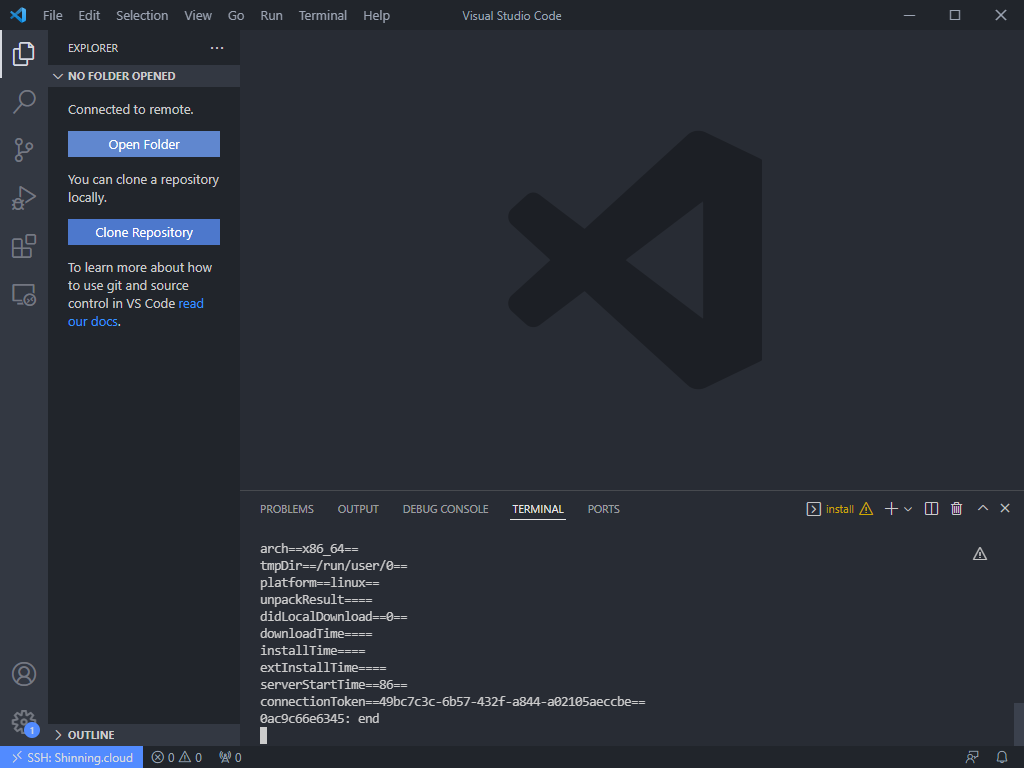 File Edit Selection View Go Run Terminal Help
Visual Studio Code
EXPLORER
NO FOLDER OPENED
Connected to remote.
Open Folder
You can clone a repository
locally.
Clone Repository
To learn more about how
to use git and source
control in VS Code read
our docs.
PROBLEMS OUTPUT DEBUG CONSOLE TERMINAL PORTS
install
arch==x86_64==
tmpDir==/run/user/0==
platform==linux==
unpackResult====
didLocalDownload==0==
downloadTime====
installTime====
extInstallTime====
serverStartTime==86==
connectionToken==49bc7c3c-6b57-432f-a844-a02105aeccbe==
0ac9c66e6345: end
1
OUTLINE
SSH: Shinning.cloud 0 0 0